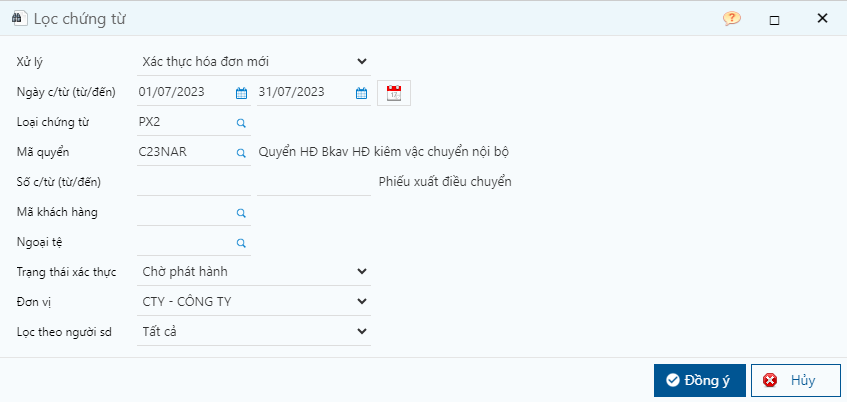 Lọc chứng từ
Xử lý Xác thực hóa đơn mới
Ngày c/từ (từ/đến) 01/07/2023 31/07/2023
Loại chứng từ PX2
Mã quyển C23NAR Quyển HĐ Bkav HĐ kiêm vậc chuyển nội bộ
Số c/từ (từ/đến) Phiếu xuất điều chuyển
Mã khách hàng
Ngoại tệ
Trạng thái xác thực Chờ phát hành
Đơn vị CTY - CÔNG TY
Lọc theo người sd Tất cả
Đồng ý Hủy